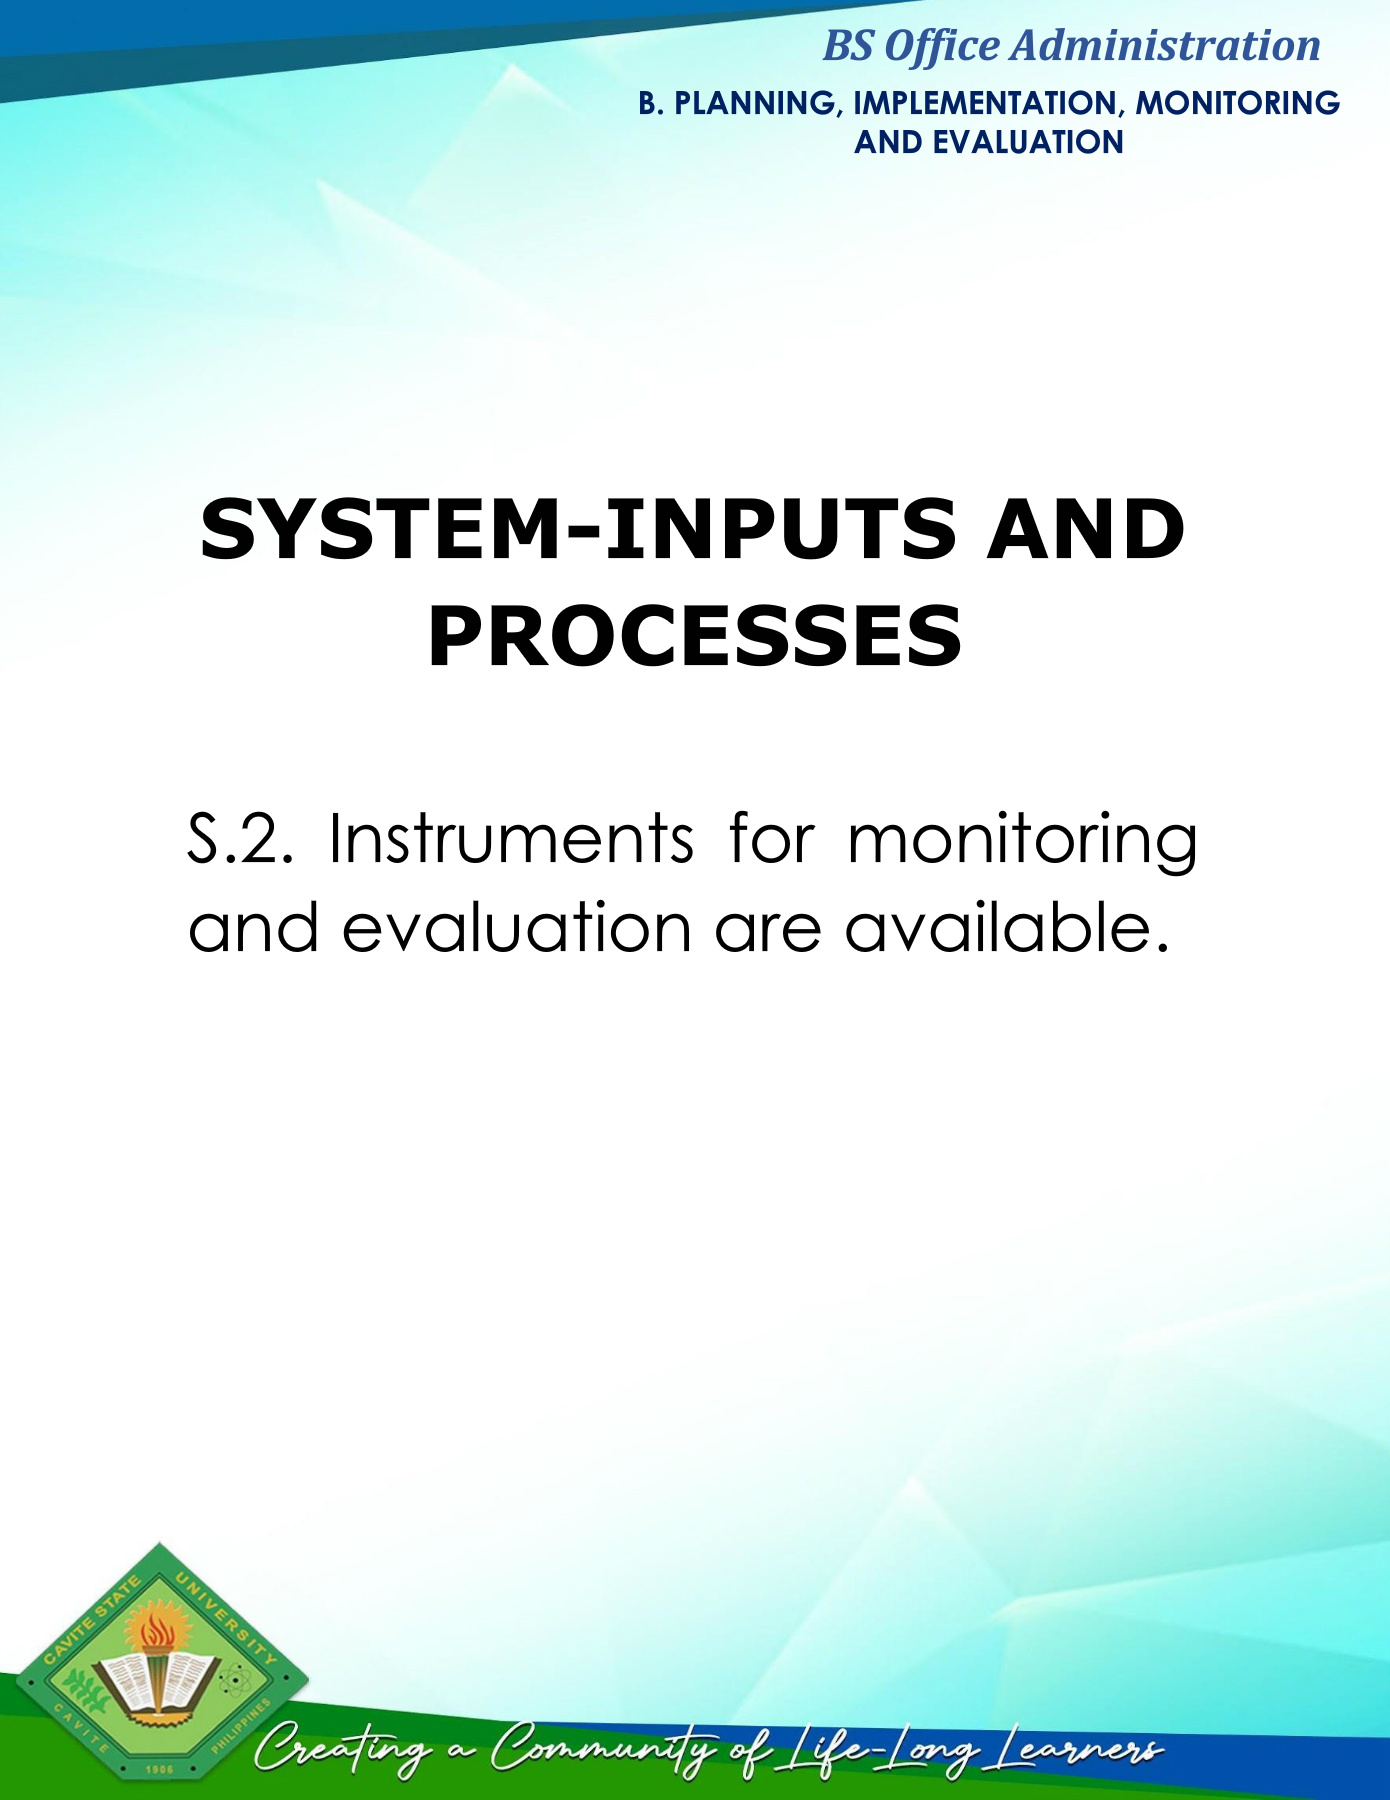 BS Office Administration
B. PLANNING, IMPLEMENTATION, MONITORING
AND EVALUATION
SYSTEM-INPUTS AND
PROCESSES
S.2. Instruments for monitoring
and evaluation are available.
CAVITE STATE UNIVERSITY
CAVITE 1906 PHILIPPINES
Creating a Community of Life-Long Learners